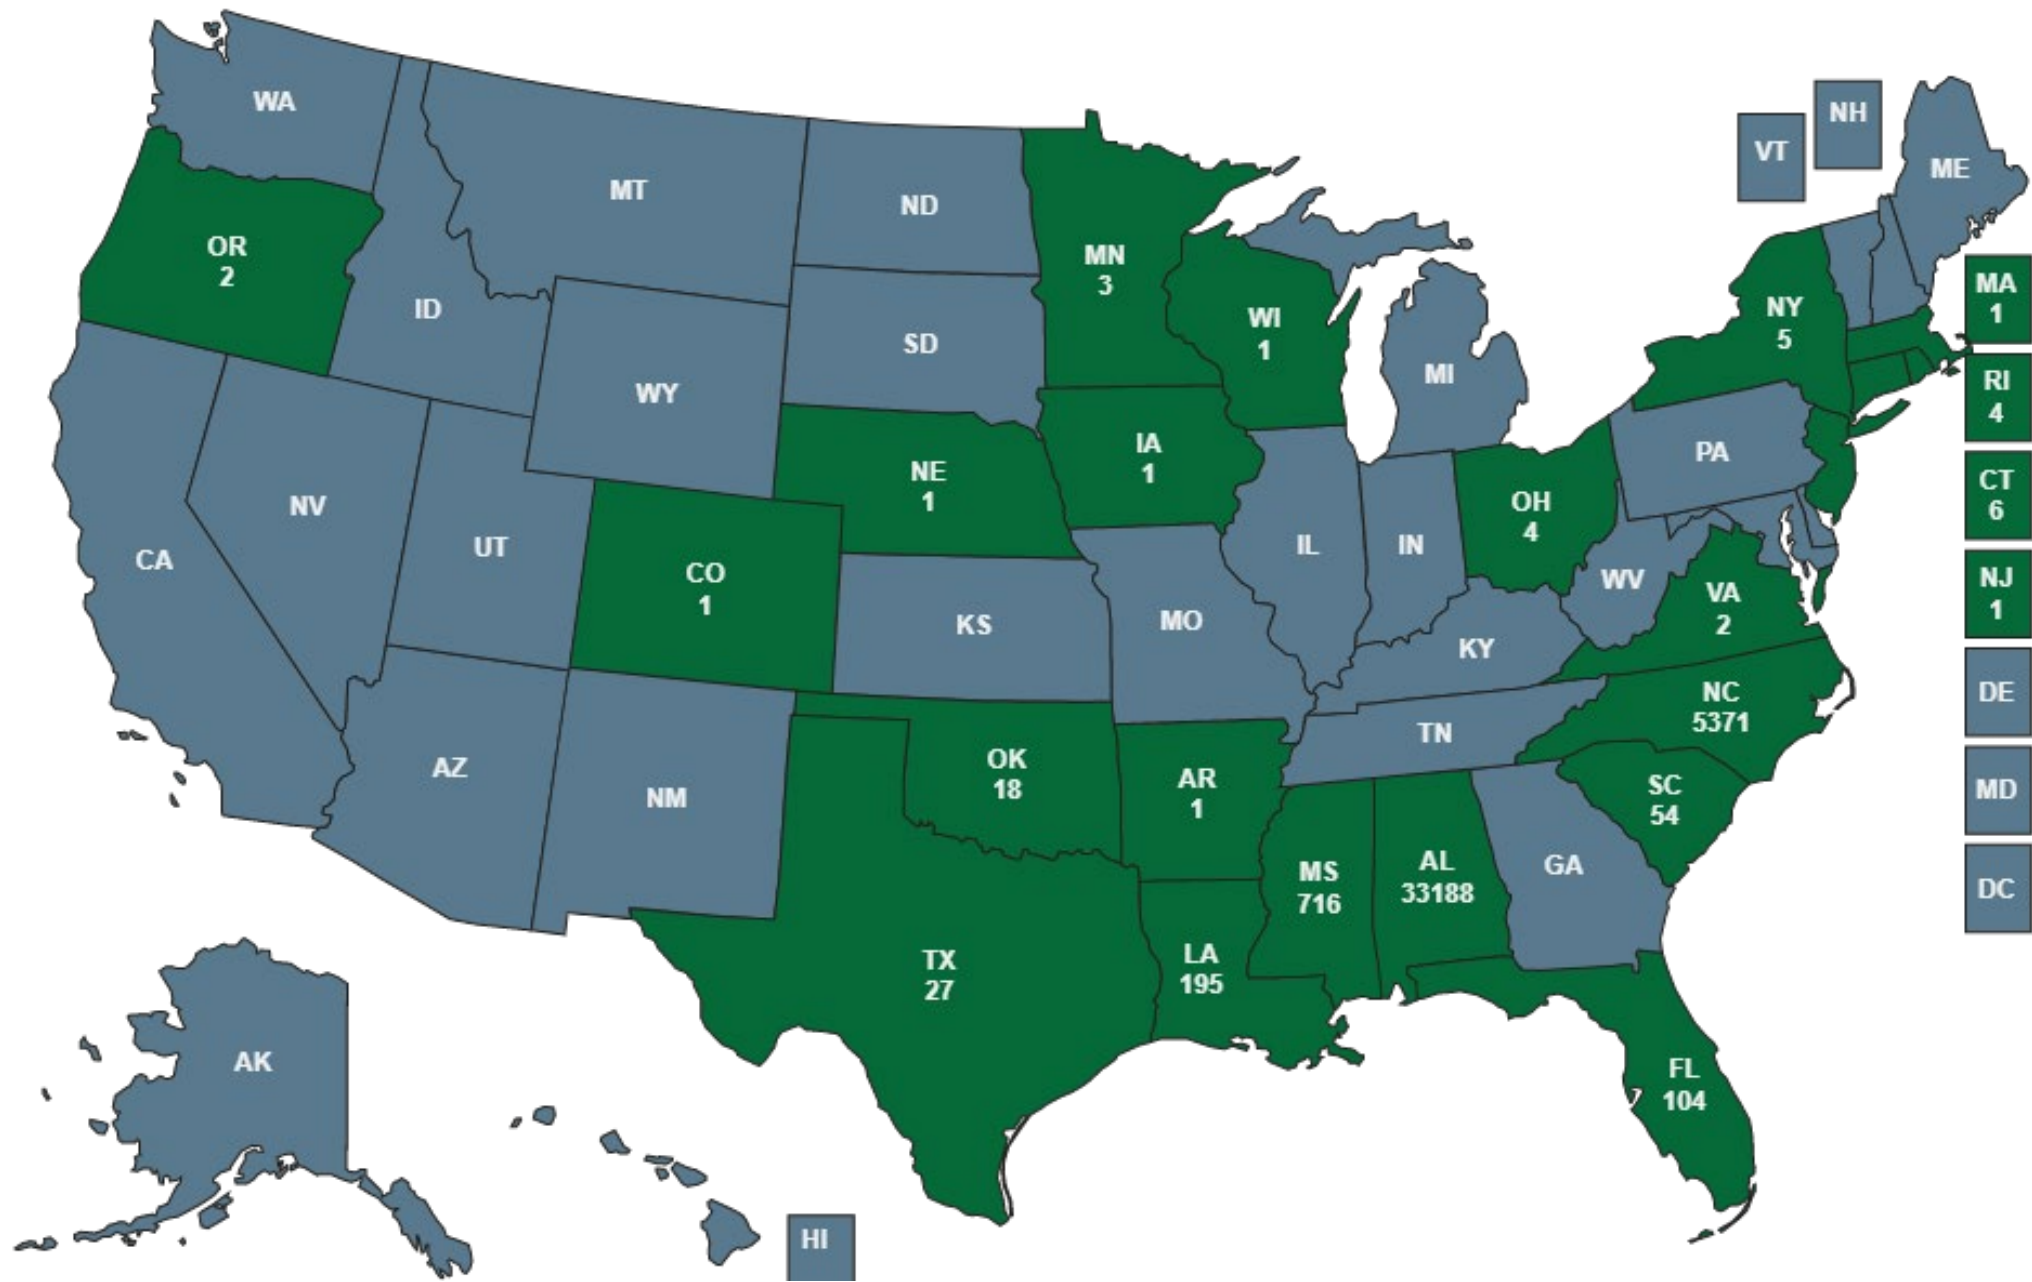 WA
MT
ND
OR
2
ID
MN
3
WI
1
VT
NH
ME
NY
5
MA
1
RI
4
CT
6
NJ
1
DE
MD
DC
SD
WY
MI
PA
NE
1
IA
1
NV
UT
CA
CO
1
KS
MO
IL
IN
OH
4
WV
VA
2
KY
NC
5371
TN
SC
54
AZ
NM
OK
18
AR
1
MS
716
AL
33188
GA
TX
27
LA
195
FL
104
AK
HI